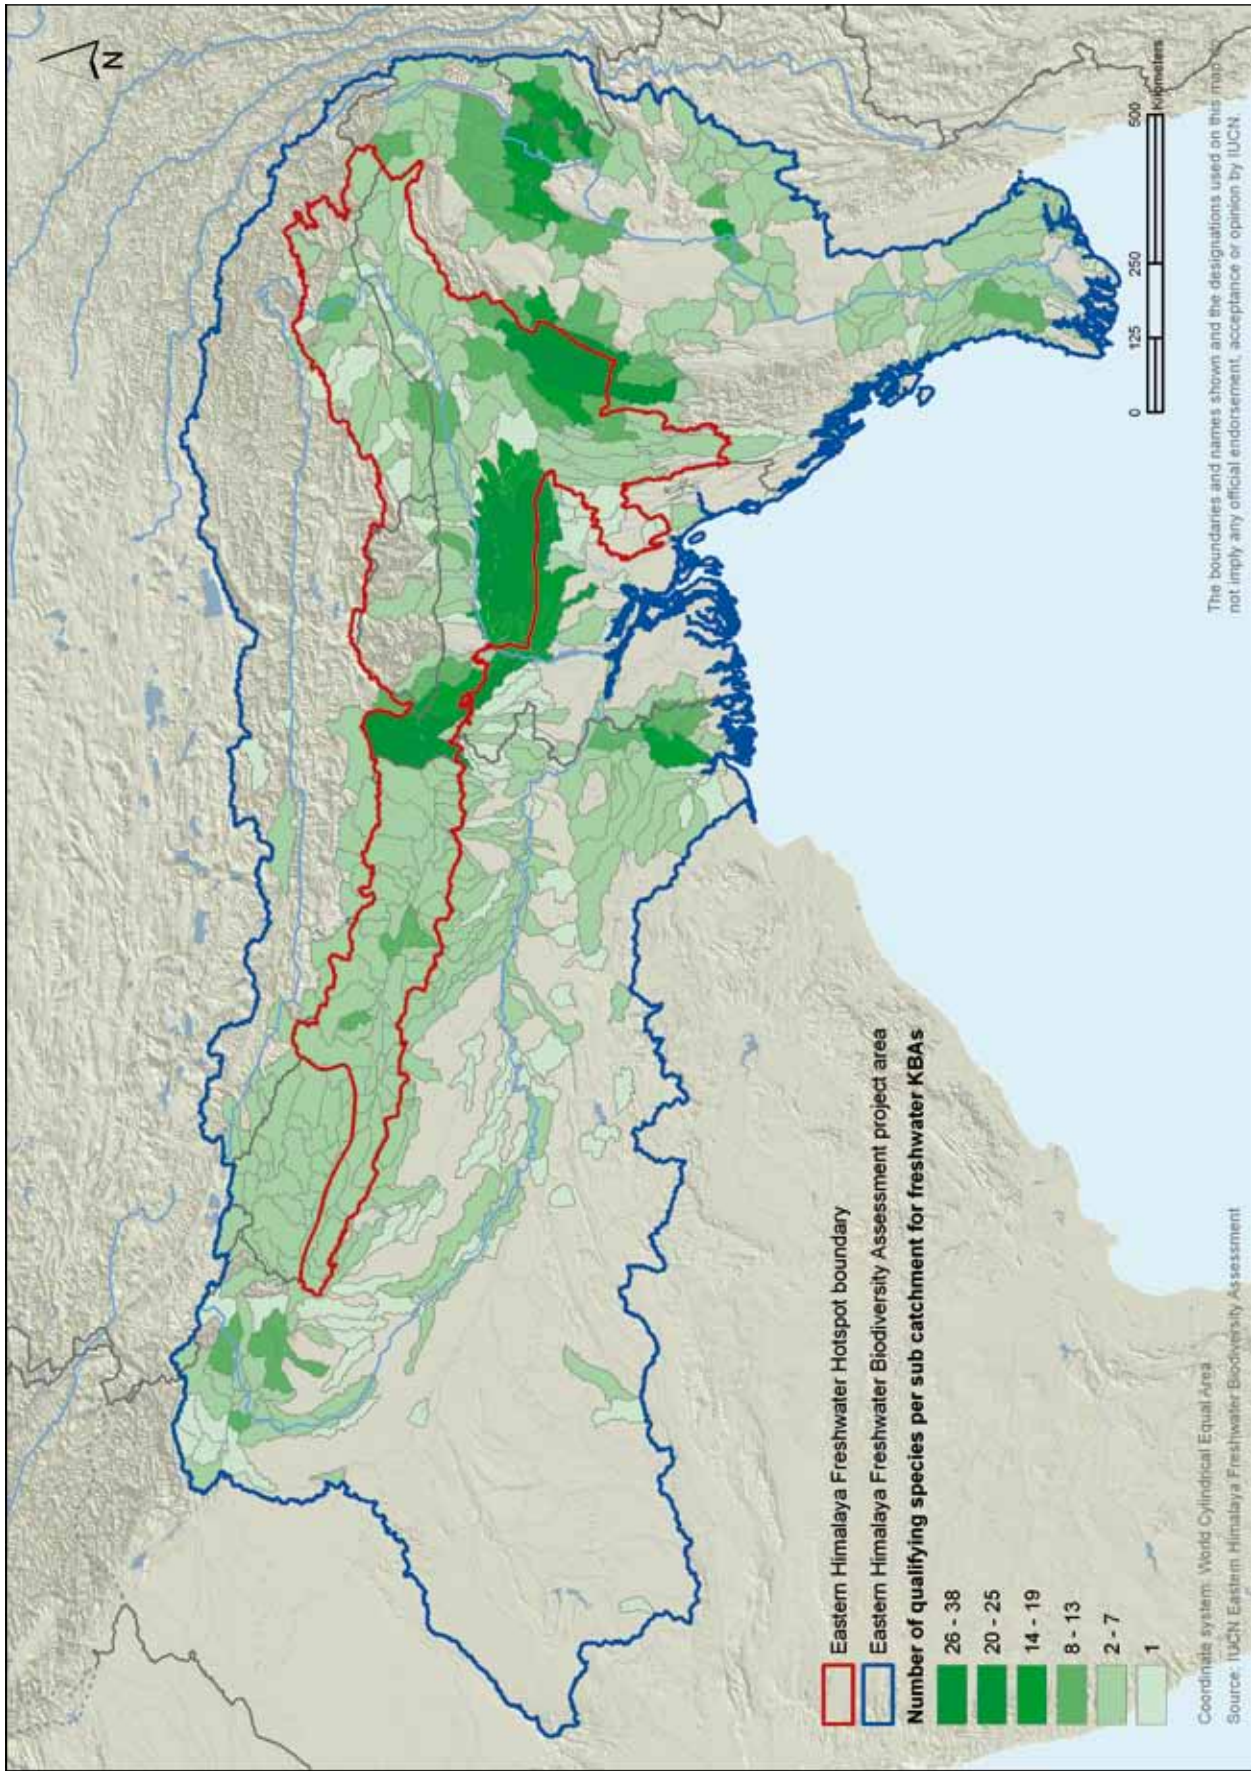 N
Eastern Himalaya Freshwater Hotspot boundary
Eastern Himalaya Freshwater Biodiversity Assessment project area
Number of qualifying species per sub catchment for freshwater KBAs
26 - 38
20 - 25
14 - 19
8 - 13
2 - 7
1
Coordinate system: World Cylindrical Equal Area
Source: IUCN Eastern Himalaya Freshwater Biodiversity Assessment
0 125 250 500
Kilometers
The boundaries and names shown and the designations used on this map do
not imply any official endorsement, acceptance or opinion by IUCN.